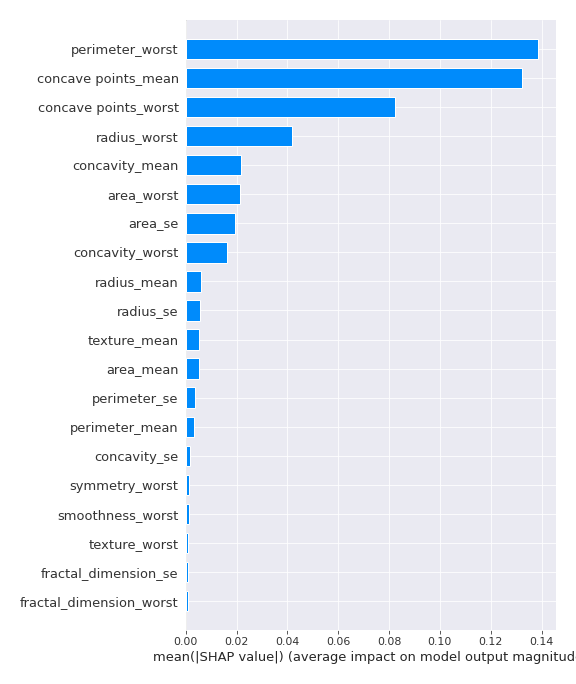 perimeter_worst
concave points_mean
concave points_worst
radius_worst
concavity_mean
area_worst
area_se
concavity_worst
radius_mean
radius_se
texture_mean
area_mean
perimeter_se
perimeter_mean
concavity_se
symmetry_worst
smoothness_worst
texture_worst
fractal_dimension_se
fractal_dimension_worst
0.00 0.02 0.04 0.06 0.08 0.10 0.12 0.14
mean(|SHAP value|) (average impact on model output magnitud